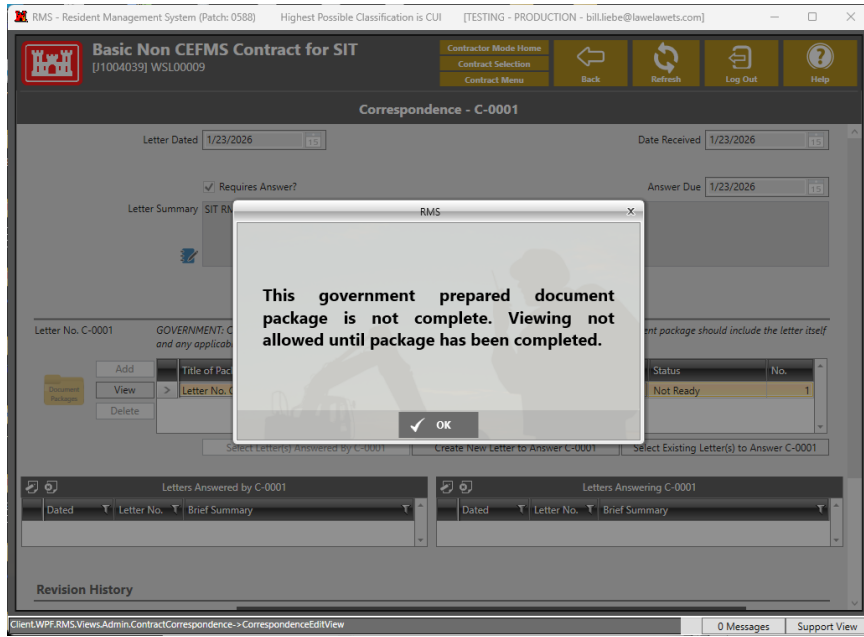 RMS - Resident Management System (Patch: 0588) Highest Possible Classification is CUI [TESTING - PRODUCTION - bill.liebe@lawelawets.com]
Basic Non CEFMS Contract for SIT
[J1004039] WSL00009
Contractor Mode Home
Contract Selection
Contract Menu
Back
Refresh
Log Out
Help
Correspondence - C-0001
Letter Dated 1/23/2026 15
Date Received 1/23/2026 15
Requires Answer?
Answer Due 1/23/2026 15
Letter Summary SIT
RMS x
This government prepared document
package is not complete. Viewing not
allowed until package has been completed.
OK
Letter No. C-0001 GOVERNMENT: package should include the letter itself
and any
Document
Packages
Add
View
Delete
Title of Status No.
> Letter No. Not Ready 1
Select Letter(s) Answered By C-0001 Create New Letter to Answer C-0001 Select Existing Letter(s) to Answer C-0001
Letters Answered by C-0001
Dated Letter No. Brief Summary
Letters Answering C-0001
Dated Letter No. Brief Summary
Revision History
Client.WPF.RMS.Views.Admin.ContractCorrespondence->CorrespondenceEditView 0 Messages Support View